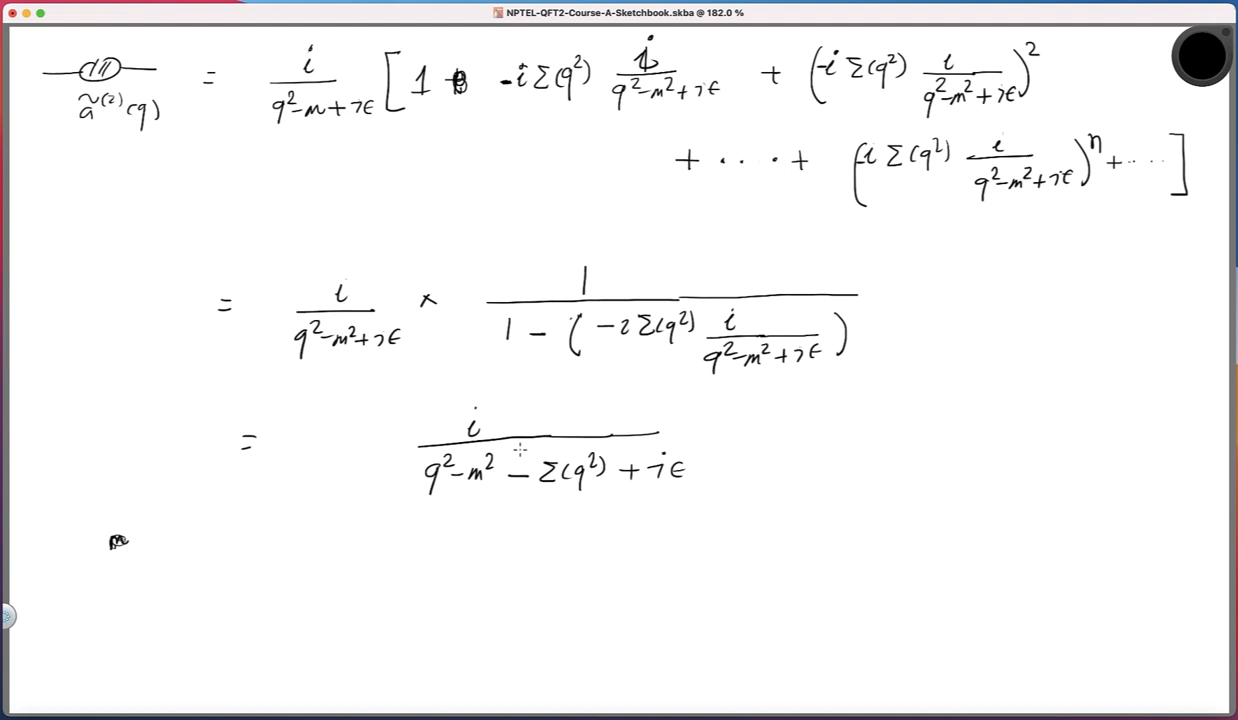 NPTEL-QFT2-Course-A-Sketchbook.skba @ 182.0 %
= i/(q²-m+iϵ) [1 -iΣ(q²) i/(q²-m²+iϵ) + (-iΣ(q²) i/(q²-m²+iϵ))²
ã⁽²⁾(q)
+ ···+ (-iΣ(q²) i/(q²-m²+iϵ))ⁿ +····]
= i/(q²-m²+iϵ) × 1/(1 - (-iΣ(q²) i/(q²-m²+iϵ)))
= i/(q²-m² - Σ(q²) + iϵ)